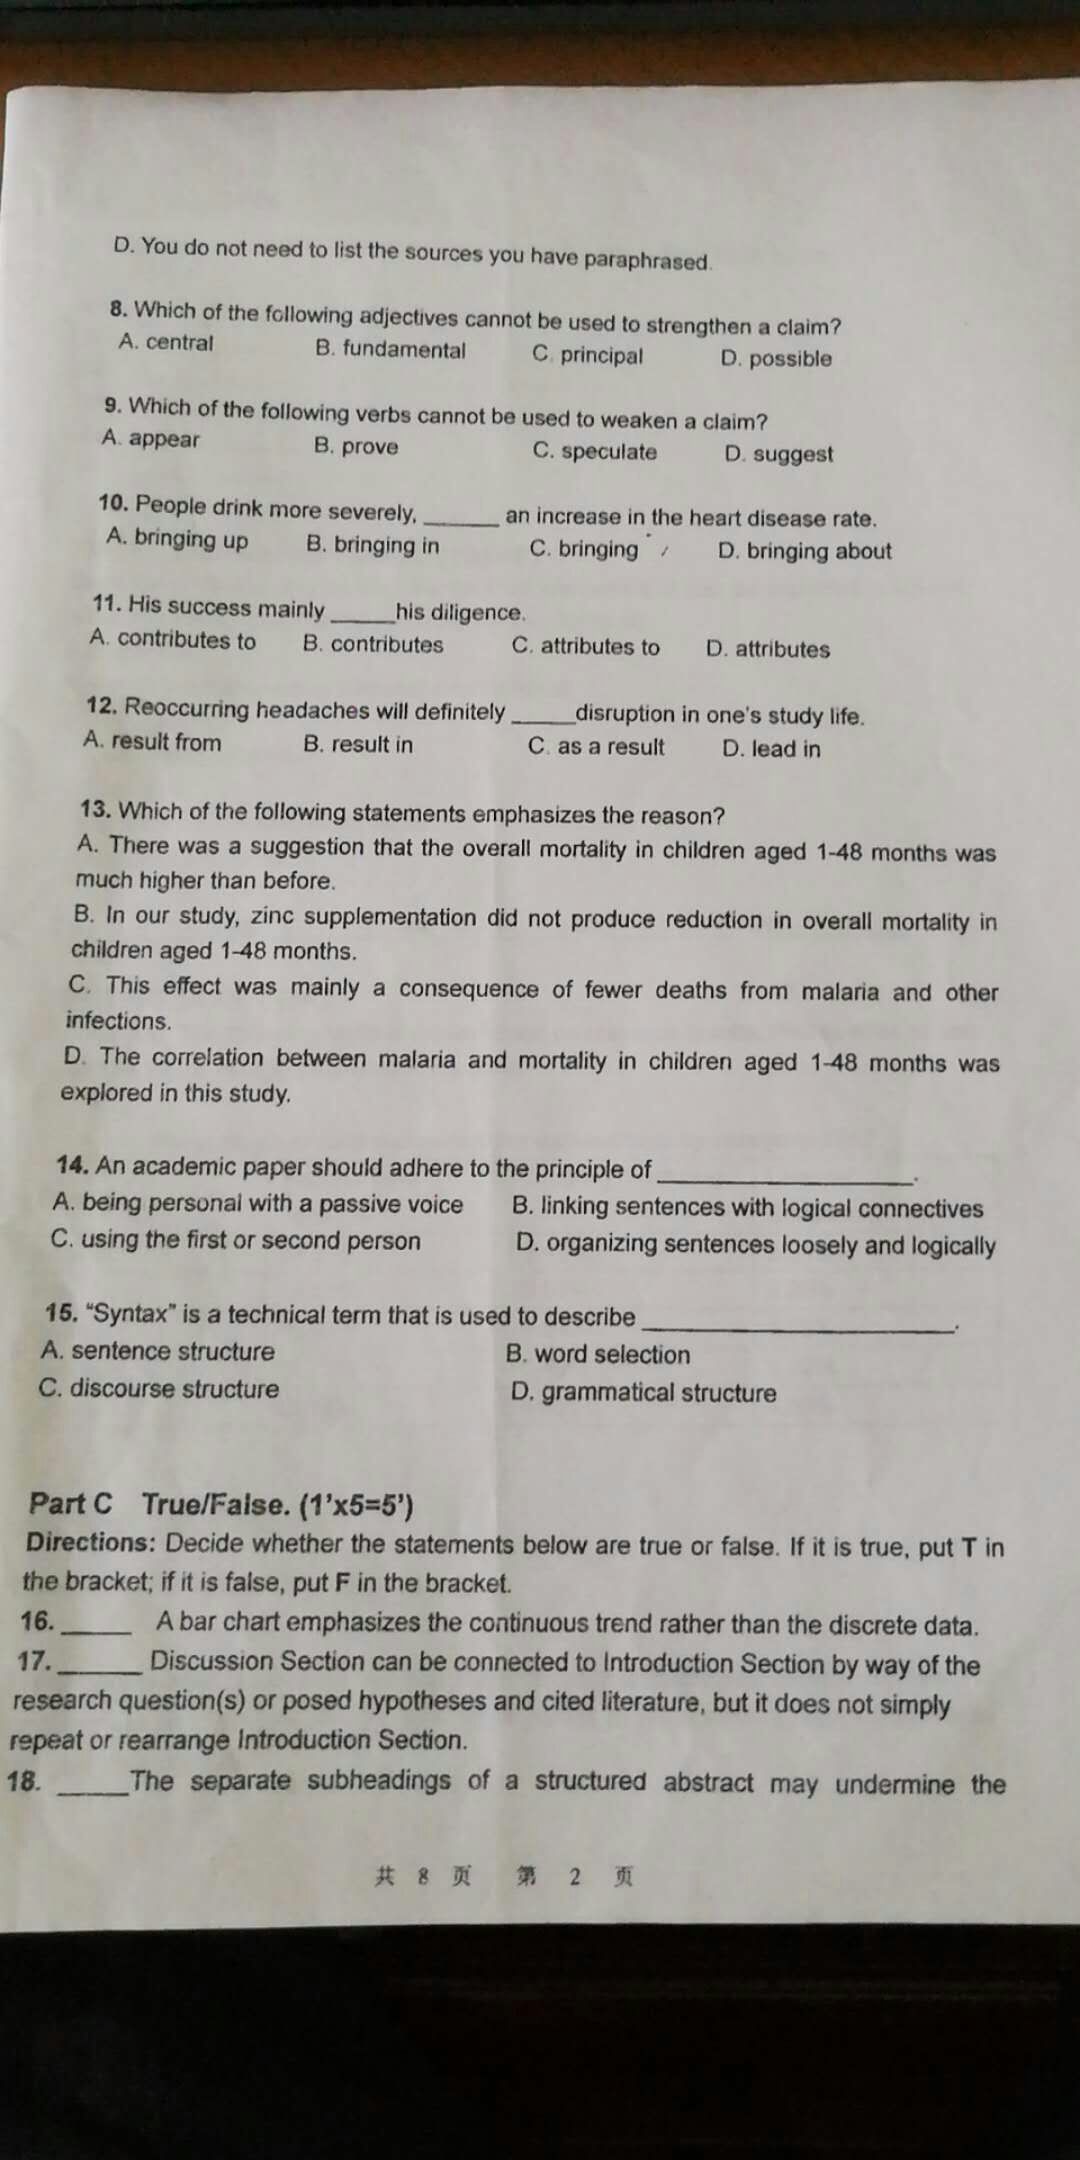 D. You do not need to list the sources you have paraphrased.
8. Which of the following adjectives cannot be used to strengthen a claim?
A. central B. fundamental C. principal D. possible
9. Which of the following verbs cannot be used to weaken a claim?
A. appear B. prove C. speculate D. suggest
10. People drink more severely, ______ an increase in the heart disease rate.
A. bringing up B. bringing in C. bringing D. bringing about
11. His success mainly ______his diligence.
A. contributes to B. contributes C. attributes to D. attributes
12. Reoccurring headaches will definitely ______disruption in one's study life.
A. result from B. result in C. as a result D. lead in
13. Which of the following statements emphasizes the reason?
A. There was a suggestion that the overall mortality in children aged 1-48 months was
much higher than before.
B. In our study, zinc supplementation did not produce reduction in overall mortality in
children aged 1-48 months.
C. This effect was mainly a consequence of fewer deaths from malaria and other
infections.
D. The correlation between malaria and mortality in children aged 1-48 months was
explored in this study.
14. An academic paper should adhere to the principle of ____________________.
A. being personal with a passive voice B. linking sentences with logical connectives
C. using the first or second person D. organizing sentences loosely and logically
15. “Syntax” is a technical term that is used to describe ________________________.
A. sentence structure B. word selection
C. discourse structure D. grammatical structure
Part C True/False. (1’x5=5’)
Directions: Decide whether the statements below are true or false. If it is true, put T in
the bracket; if it is false, put F in the bracket.
16. ______ A bar chart emphasizes the continuous trend rather than the discrete data.
17. _______ Discussion Section can be connected to Introduction Section by way of the
research question(s) or posed hypotheses and cited literature, but it does not simply
repeat or rearrange Introduction Section.
18. ______The separate subheadings of a structured abstract may undermine the
共 8 页 第 2 页